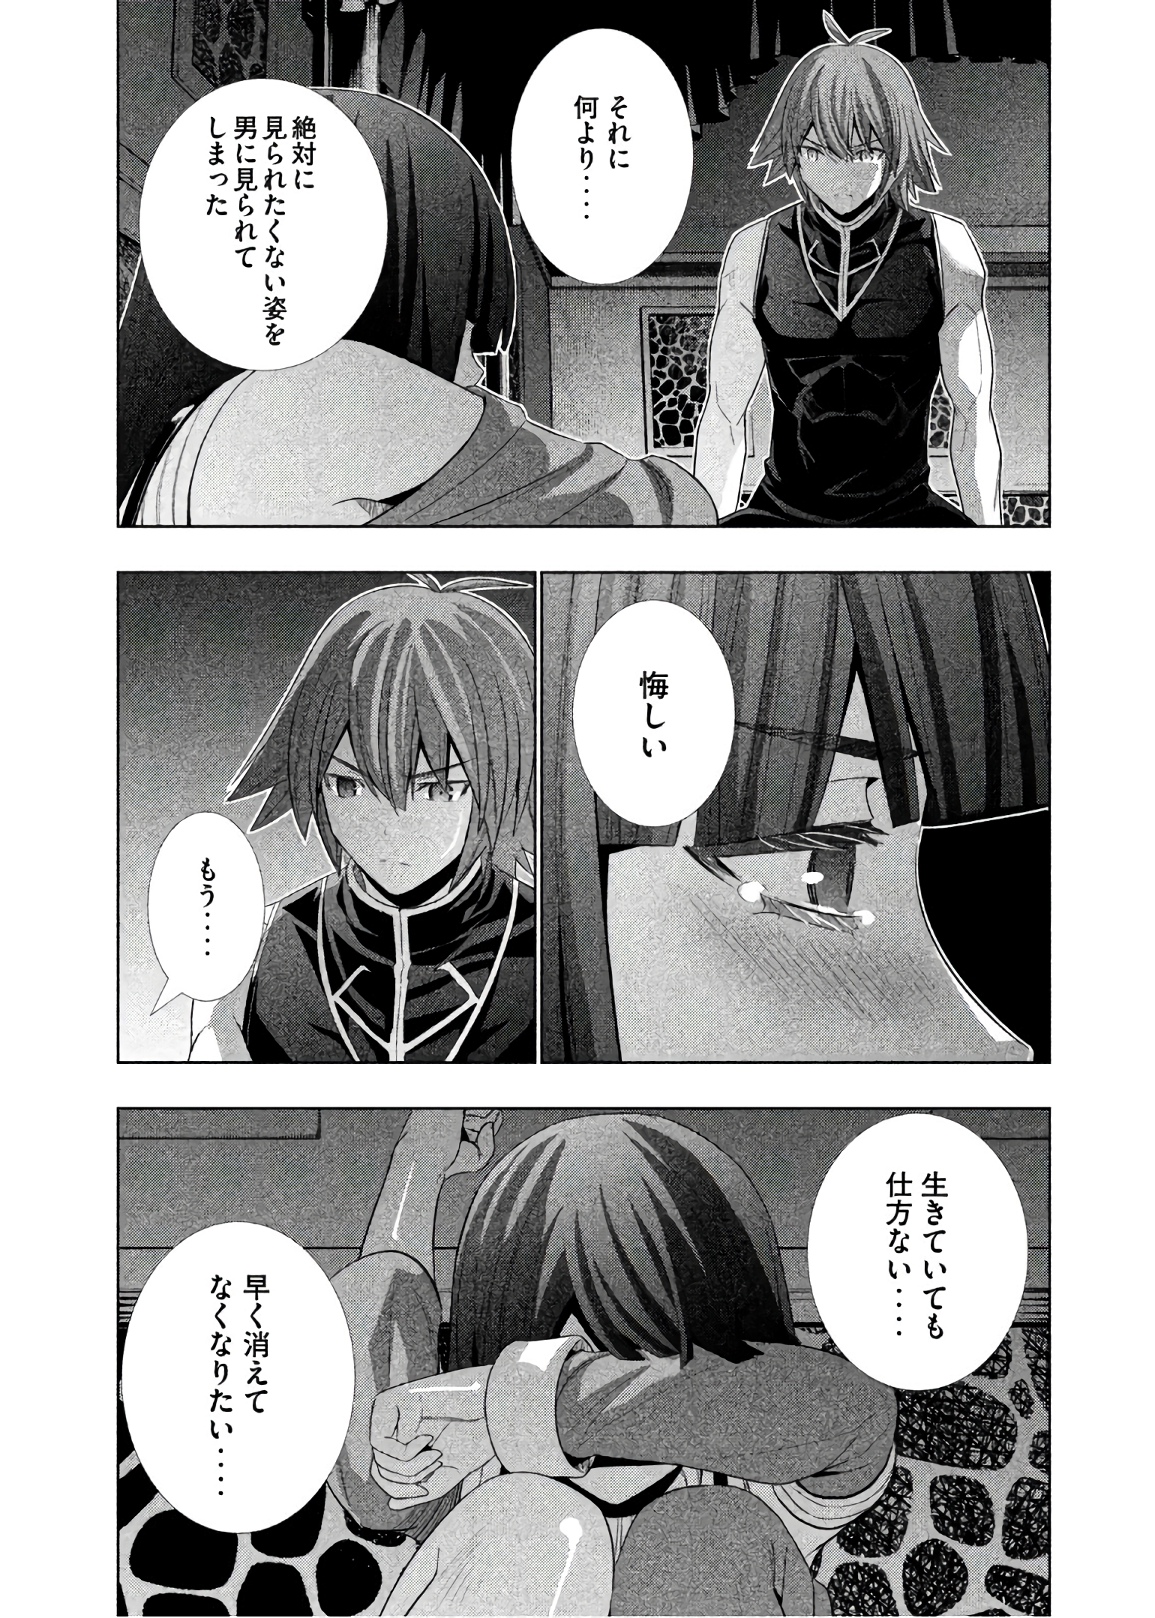 それに
何より‥‥
絶対に
見られたくない姿を
男に見られて
しまった
悔しい
もう‥‥
生きていても
仕方ない‥‥
早く消えて
なくなりたい‥‥